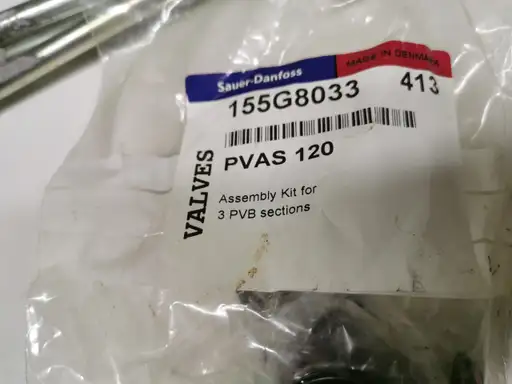 Sauer-Danfoss
MADE IN DENMARK
155G8033 413
VALVES
PVAS 120
Assembly Kit for
3 PVB sections